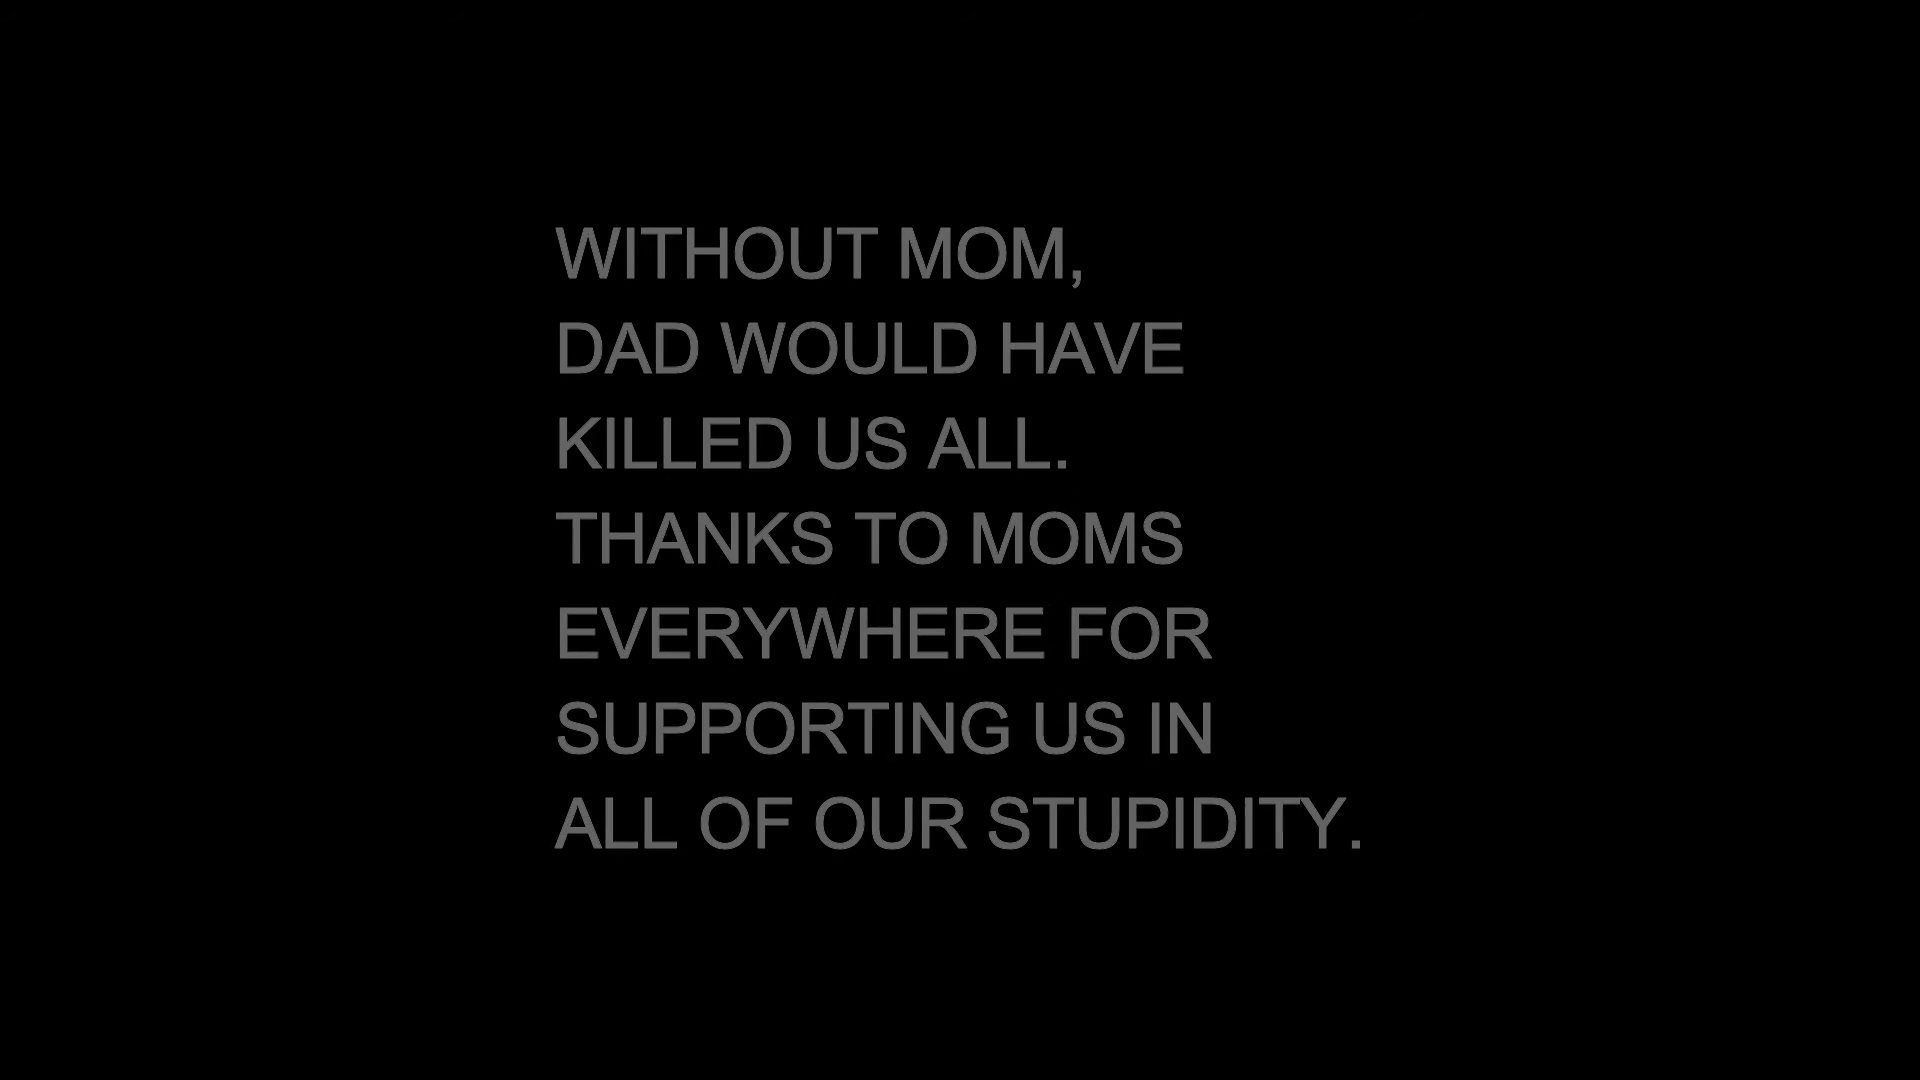 WITHOUT MOM,
DAD WOULD HAVE
KILLED US ALL.
THANKS TO MOMS
EVERYWHERE FOR
SUPPORTING US IN
ALL OF OUR STUPIDITY.